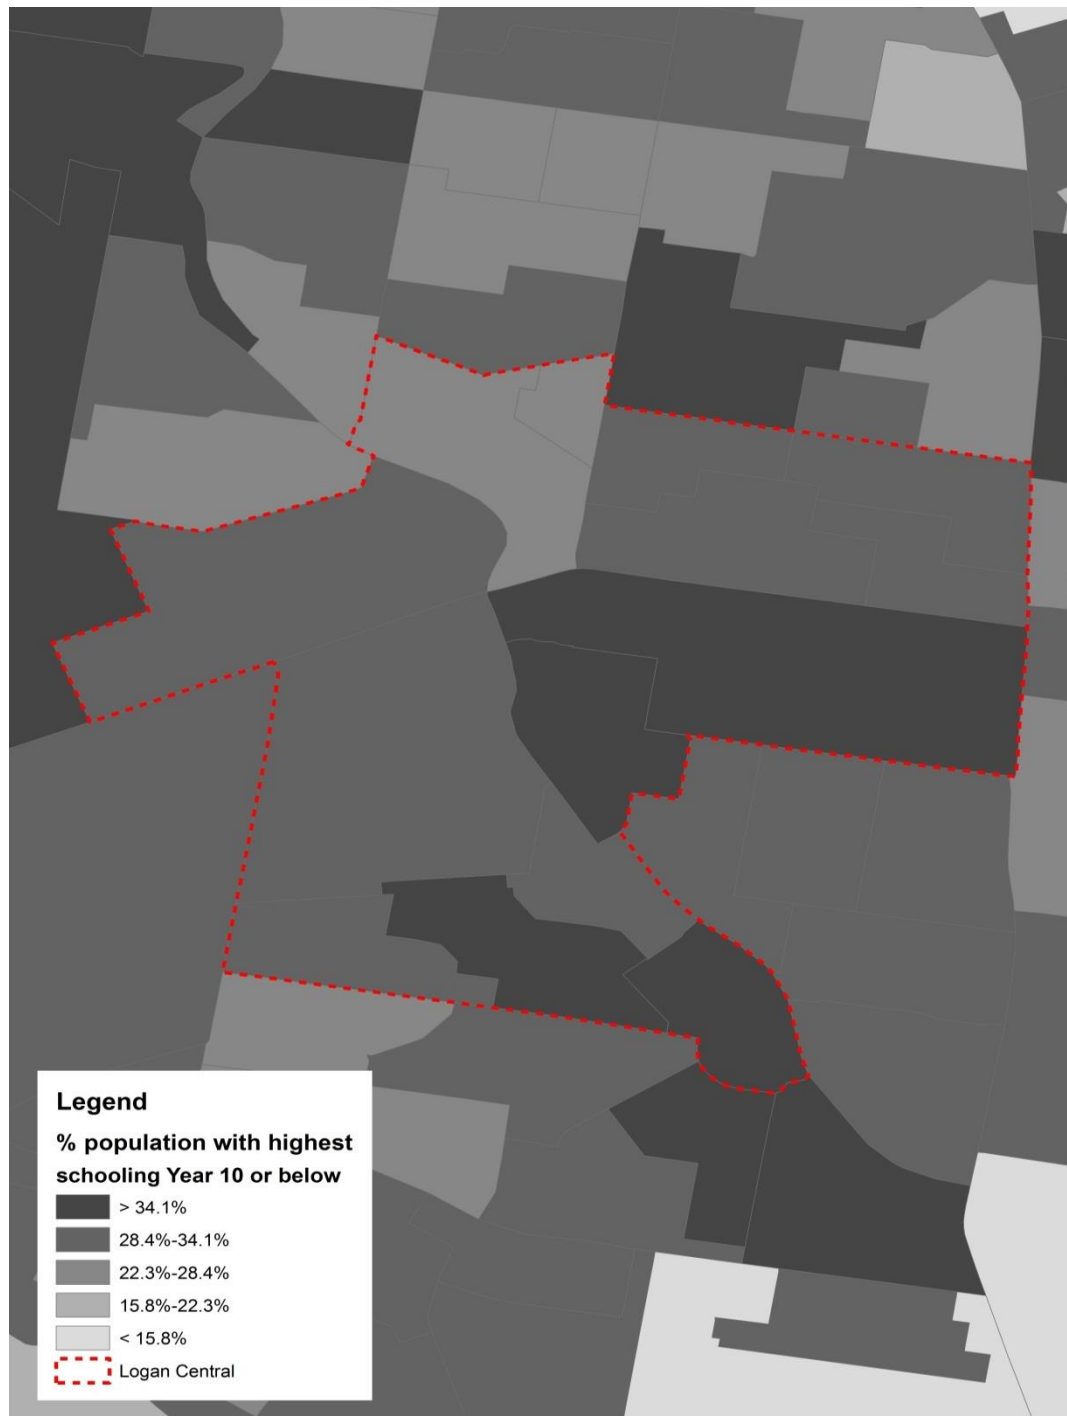 Legend
% population with highest
schooling Year 10 or below
> 34.1%
28.4%-34.1%
22.3%-28.4%
15.8%-22.3%
< 15.8%
Logan Central